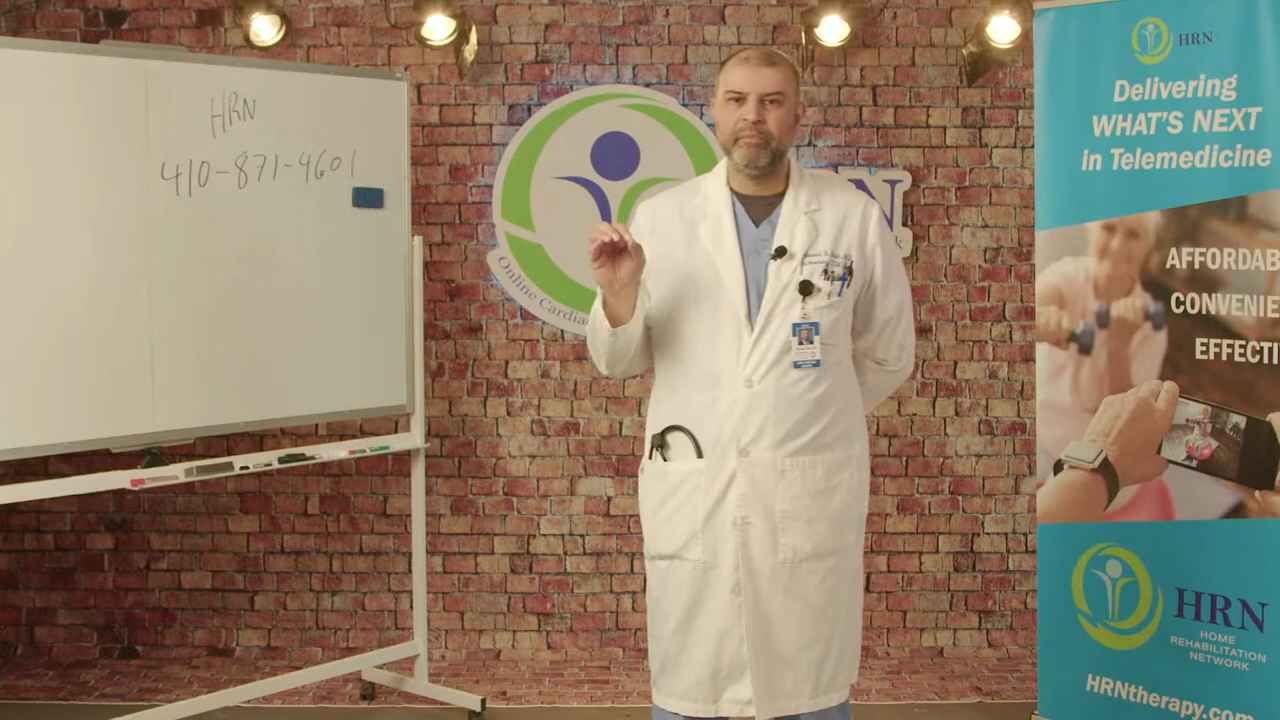 HRN
410-871-4601
Online Cardia
N
k
HRN
Delivering
WHAT'S NEXT
in Telemedicine
AFFORDAB
CONVENIE
EFFECTI
HRN
HOME
REHABILITATION
NETWORK
HRNtherapy.com